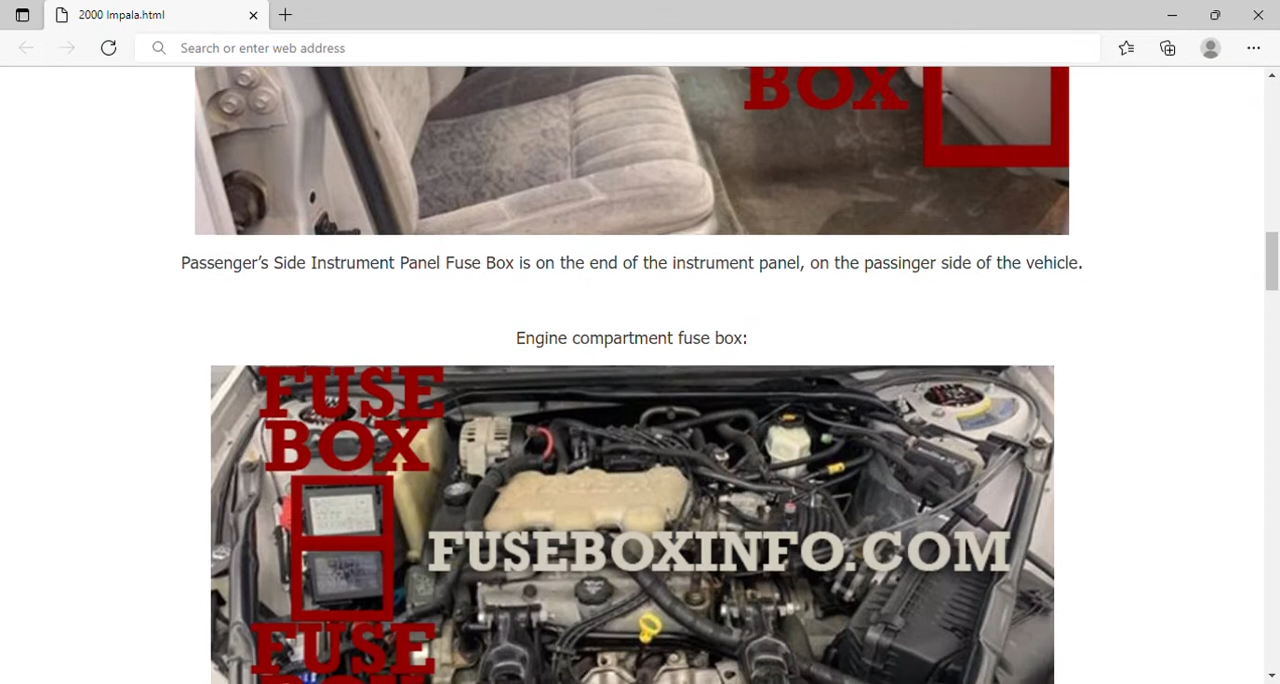 2000 Impala.html
Search or enter web address
BOX
Passenger’s Side Instrument Panel Fuse Box is on the end of the instrument panel, on the passinger side of the vehicle.
Engine compartment fuse box:
FUSE
BOX
FUSEBOXINFO.COM
FUSE
BOX